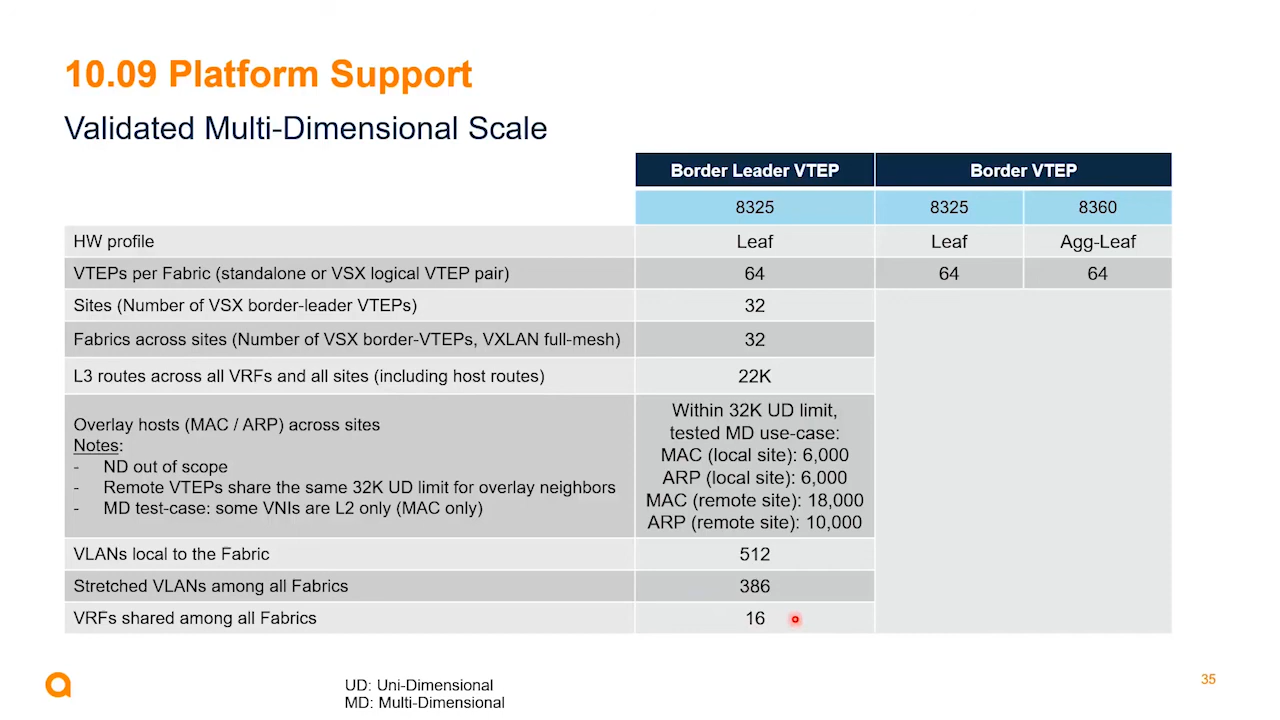 10.09 Platform Support
Validated Multi-Dimensional Scale
Border Leader VTEP
Border VTEP
8325
8325
8360
HW profile
Leaf
Leaf
Agg-Leaf
VTEPs per Fabric (standalone or VSX logical VTEP pair)
64
64
64
Sites (Number of VSX border-leader VTEPs)
32
Fabrics across sites (Number of VSX border-VTEPs, VXLAN full-mesh)
32
L3 routes across all VRFs and all sites (including host routes)
22K
Overlay hosts (MAC / ARP) across sites
Notes:
- ND out of scope
- Remote VTEPs share the same 32K UD limit for overlay neighbors
- MD test-case: some VNIs are L2 only (MAC only)
Within 32K UD limit,
tested MD use-case:
MAC (local site): 6,000
ARP (local site): 6,000
MAC (remote site): 18,000
ARP (remote site): 10,000
VLANs local to the Fabric
512
Stretched VLANs among all Fabrics
386
VRFs shared among all Fabrics
16
UD: Uni-Dimensional
MD: Multi-Dimensional
35